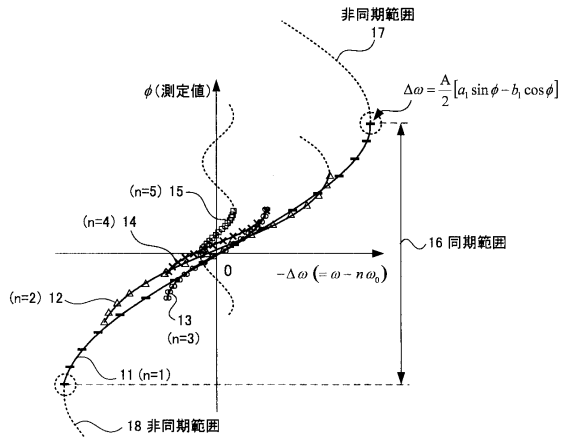 非同期範囲
17
φ(測定値)
Δω = A/2 [a₁ sin φ − b₁ cos φ]
(n=5) 15
(n=4) 14
16 同期範囲
0
−Δω (= ω − nω₀)
(n=2) 12
13
(n=3)
11 (n=1)
18 非同期範囲